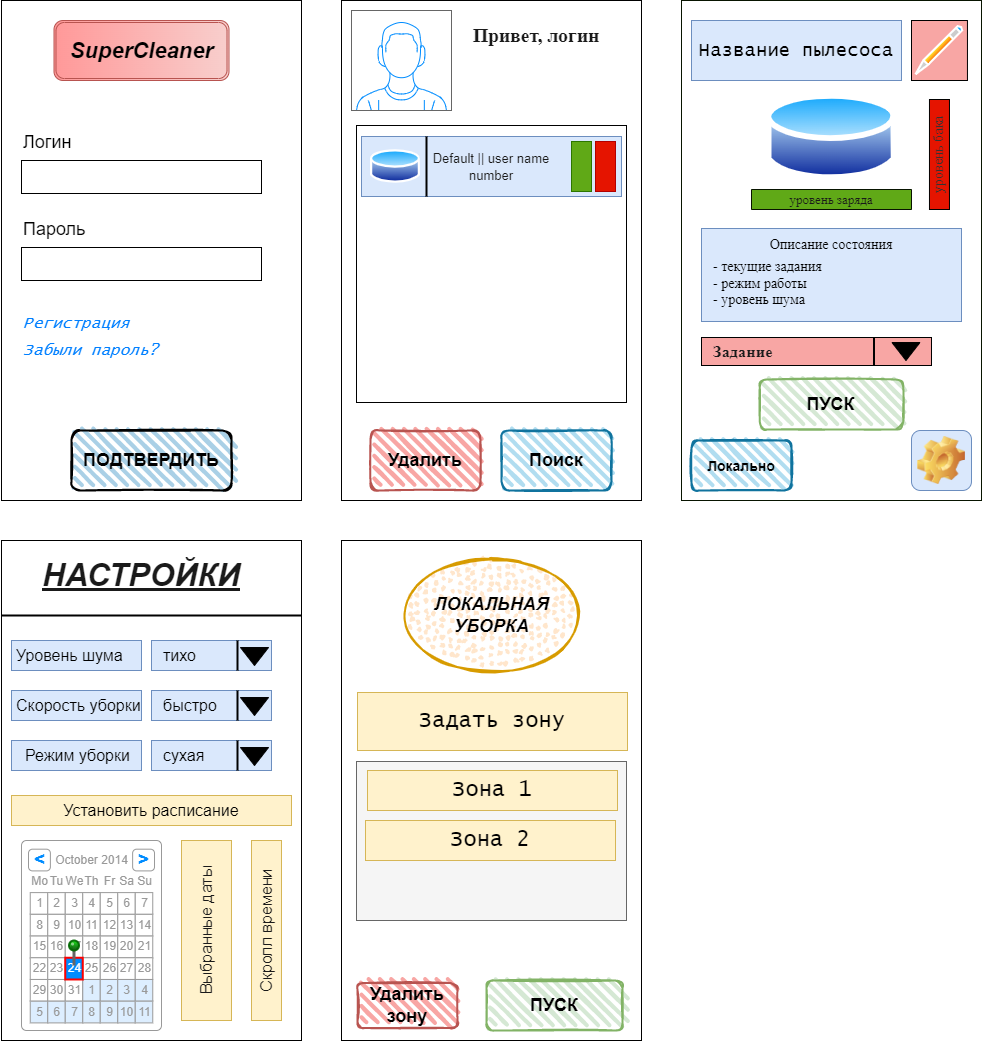 SuperCleaner
Логин
Пароль
Регистрация
Забыли пароль?
ПОДТВЕРДИТЬ
Привет, логин
Default || user name
number
Удалить
Поиск
Название пылесоса
уровень бака
уровень заряда
Описание состояния
- текущие задания
- режим работы
- уровень шума
Задание
ПУСК
Локально
НАСТРОЙКИ
Уровень шума
тихо
Скорость уборки
быстро
Режим уборки
сухая
Установить расписание
< October 2014 >
Mo Tu We Th Fr Sa Su
1 2 3 4 5 6 7
8 9 10 11 12 13 14
15 16 18 19 20 21
22 23 24 25 26 27 28
29 30 31 1 2 3 4
5 6 7 8 9 10 11
Выбранные даты
Скролл времени
ЛОКАЛЬНАЯ
УБОРКА
Задать зону
Зона 1
Зона 2
Удалить
зону
ПУСК